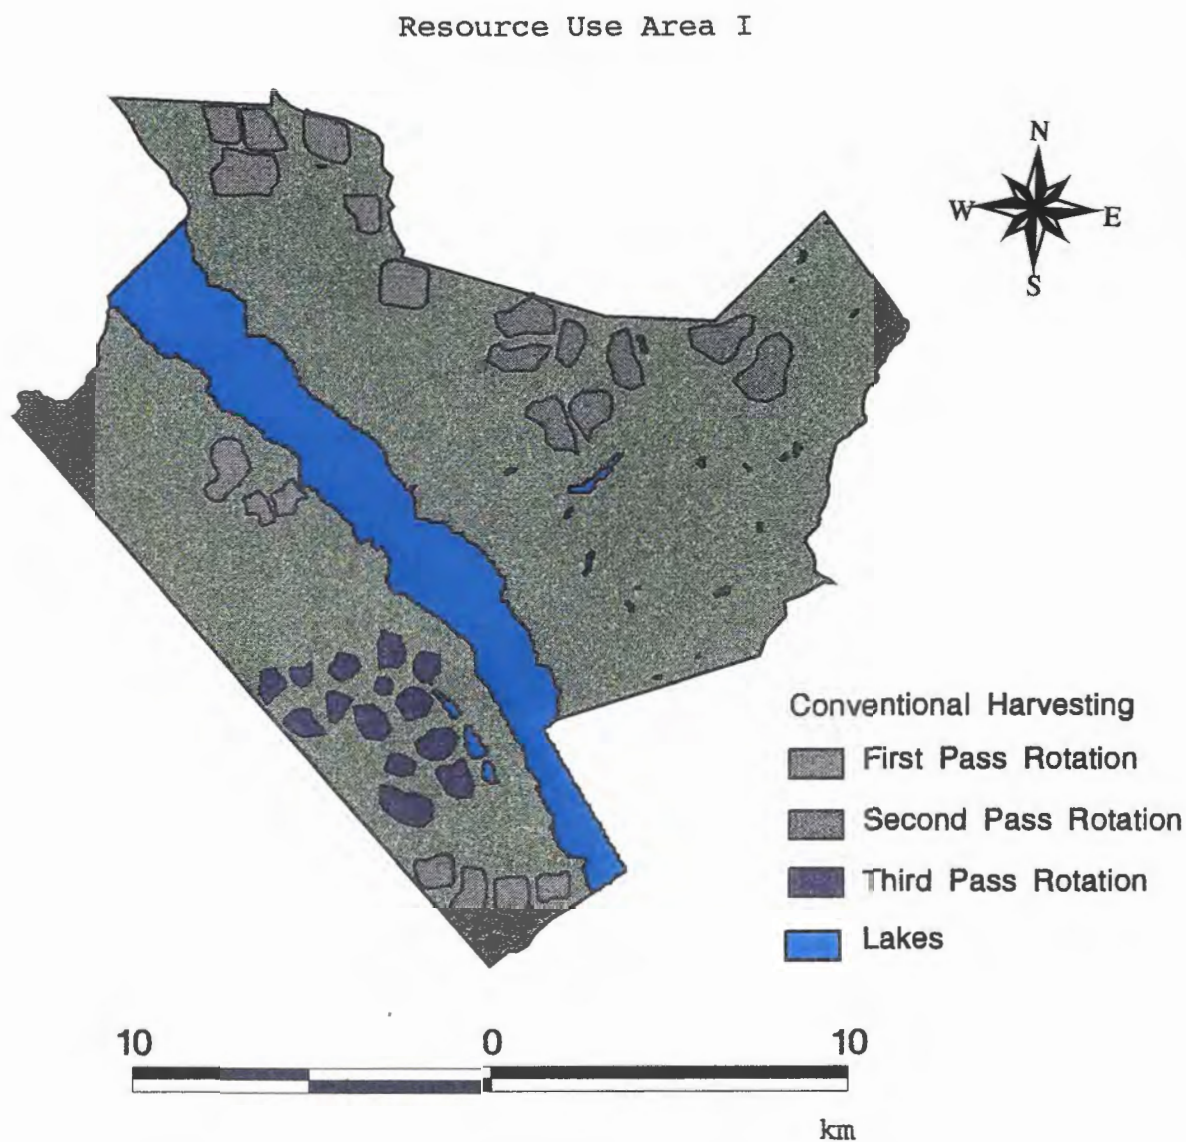 Resource Use Area I
N
W E
S
Conventional Harvesting
First Pass Rotation
Second Pass Rotation
Third Pass Rotation
Lakes
10 0 10
km